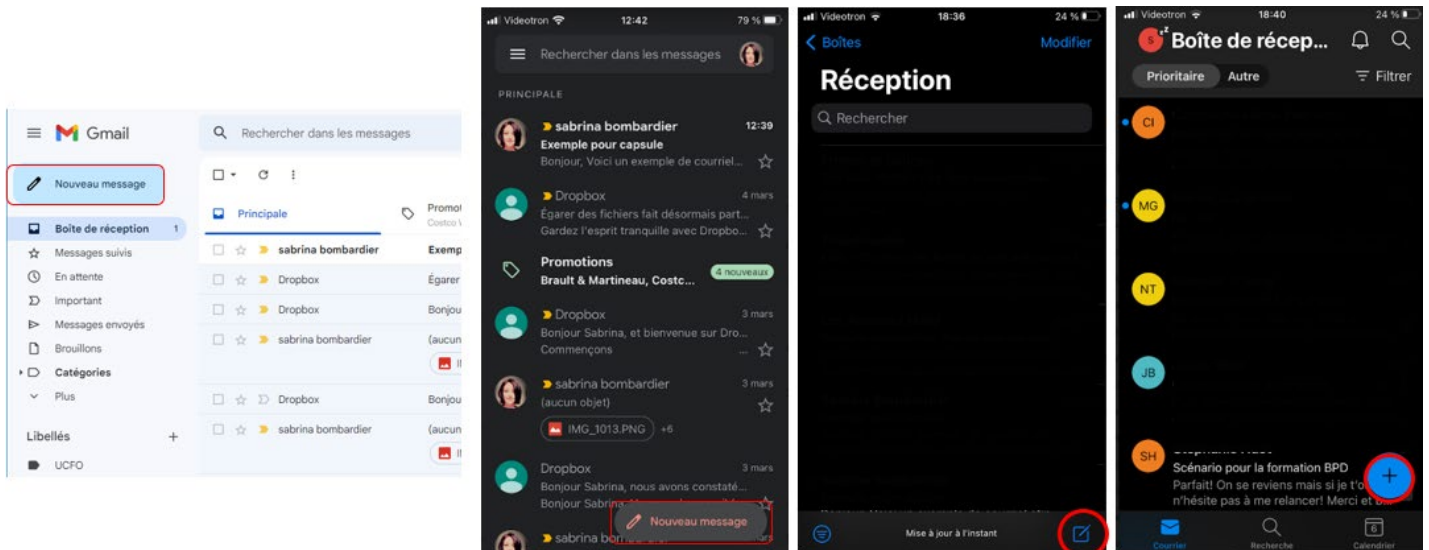 Gmail
Rechercher dans les messages
Nouveau message
Boîte de réception 1
Messages suivis
En attente
Important
Messages envoyés
Brouillons
Catégories
Plus
Libellés +
UCFO
Principale
Promot
sabrina bombardier Exemp
Dropbox Égarer
Dropbox Bonjou
sabrina bombardier (aucun
Dropbox Bonjou
sabrina bombardier (aucun
Videotron 12:42 79 %
Rechercher dans les messages
PRINCIPALE
sabrina bombardier 12:39
Exemple pour capsule
Bonjour, Voici un exemple de courriel...
Dropbox 4 mars
Égarer des fichiers fait désormais part...
Gardez l'esprit tranquille avec Dropbo...
Promotions
Brault & Martineau, Costc... 4 nouveaux
Dropbox 3 mars
Bonjour Sabrina, et bienvenue sur Dro...
Commençons ...
sabrina bombardier 3 mars
(aucun objet)
IMG_1013.PNG +6
Dropbox 3 mars
Bonjour Sabrina, nous avons constaté...
Bonjour Sabrina
Nouveau message
sabrina
Videotron 18:36 24 %
Boîtes Modifier
Réception
Rechercher
Mise à jour à l'instant
Videotron 18:40 24 %
S
Boîte de récep...
Prioritaire Autre Filtrer
CI
MG
NT
JB
SH
Scénario pour la formation BPD
Parfait! On se reviens mais si je
n'hésite pas à me relancer! Merci et
+
Courrier Recherche Calendrier
6